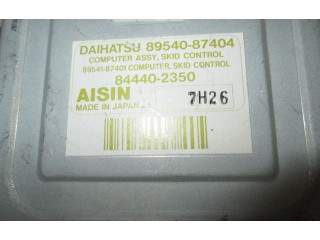 DAIHATSU 89540-87404
COMPUTER ASSY, SKID CONTROL
89541-87401 COMPUTER, SKID CONTROL
84440-2350
AISIN
MADE IN JAPAN
7H26